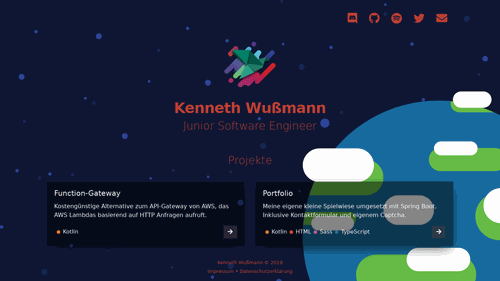 Kenneth Wußmann
Junior Software Engineer
Projekte
Function-Gateway
Kostengünstige Alternative zum API-Gateway von AWS, das
AWS Lambdas basierend auf HTTP Anfragen aufruft.
Kotlin
Portfolio
Meine eigene kleine Spielwiese umgesetzt mit Spring Boot.
Inklusive Kontaktformular und eigenem Captcha.
Kotlin HTML Sass TypeScript
Kenneth Wußmann © 2019
Impressum • Datenschutzerklärung